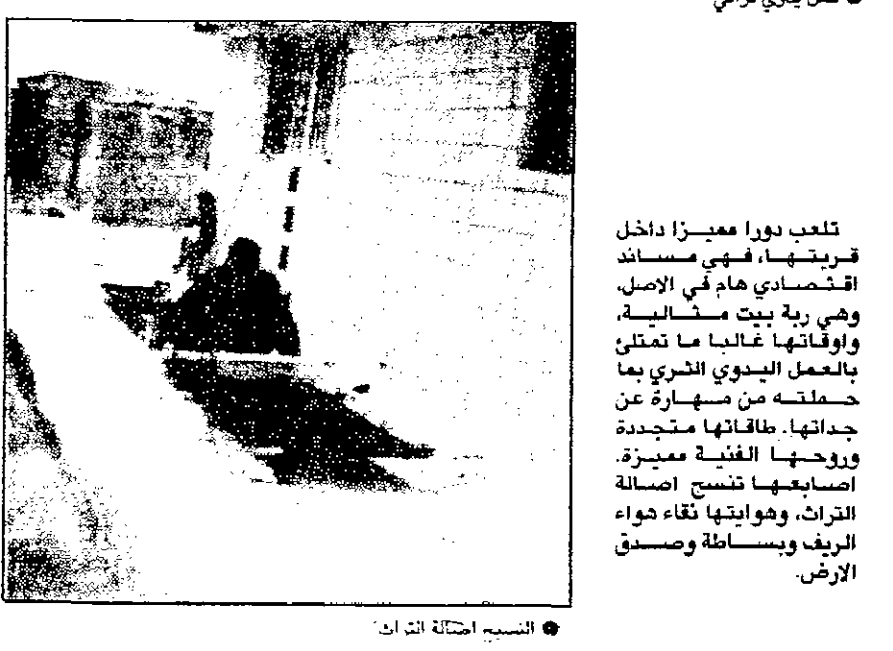 تلعب دورا مميزا داخل
قريتها، فهي مساند
اقتصادي هام في الاصل،
وهي ربة بيت مثالية،
واوقاتها غالبا ما تمتلئ
بالعمل اليدوي الثري بما
حملته من مهارة عن
جداتها. طاقاتها متجددة
وروحها الفنية مميزة.
اصابعها تنسج اصالة
التراث، وهوايتها نقاء هواء
الريف وبساطة وصدق
الارض.
النسيج اصالة التراث